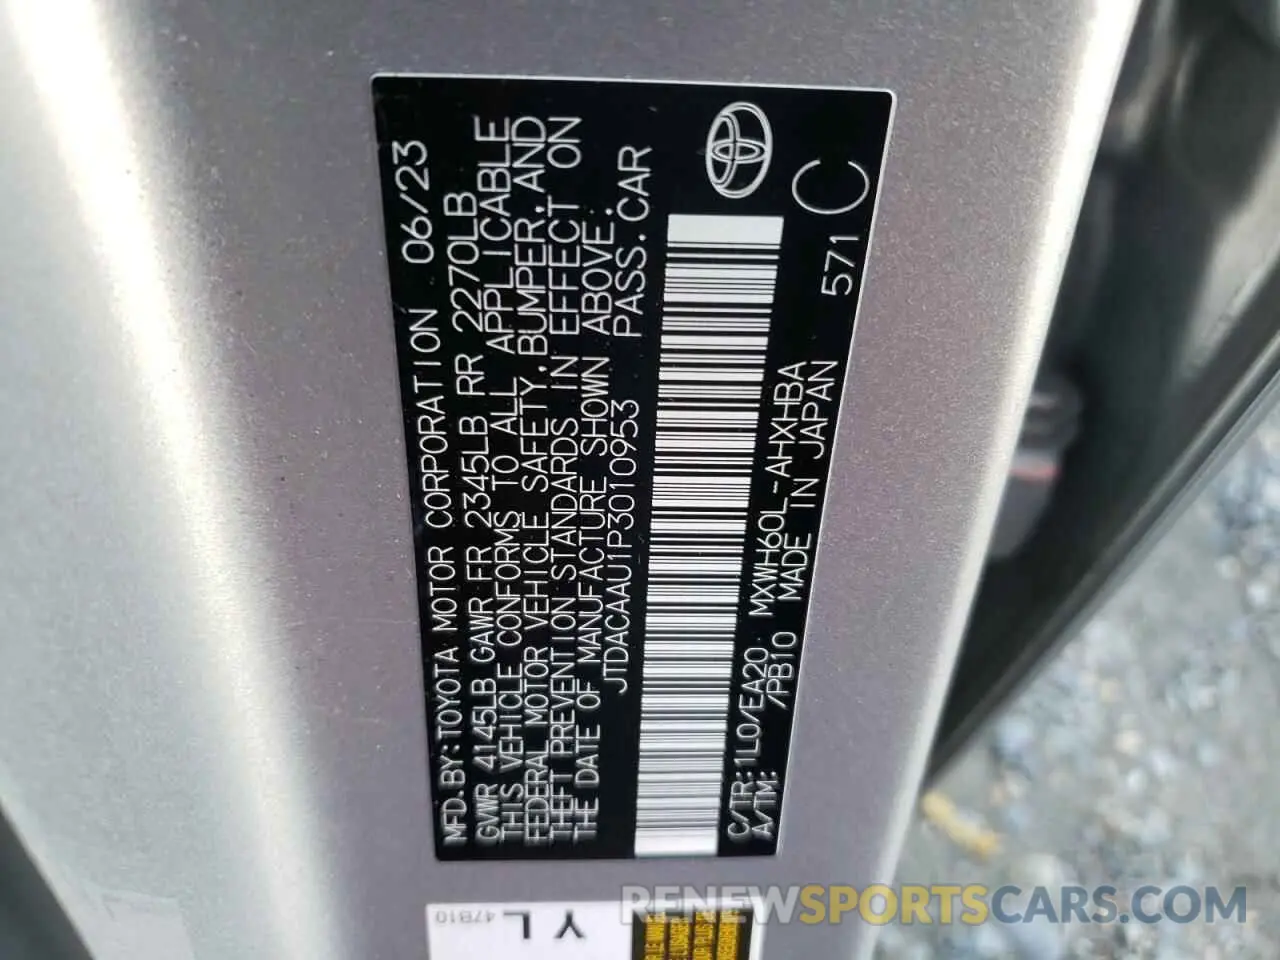 MFD.BY:TOYOTA MOTOR CORPORATION 06/23
GVWR 4145LB GAWR FR 2345LB RR 2270LB
THIS VEHICLE CONFORMS TO ALL APPLICABLE
FEDERAL MOTOR VEHICLE SAFETY,BUMPER,AND
THEFT PREVENTION STANDARDS IN EFFECT ON
THE DATE OF MANUFACTURE SHOWN ABOVE.
JTDACAAU1P3010953 PASS.CAR
C/TR:1L0/EA20 MXWH60L-AHXHBA
A/TM: /PB10 MADE IN JAPAN 571 C
47B10
YL
RENEWSPORTSCARS.COM